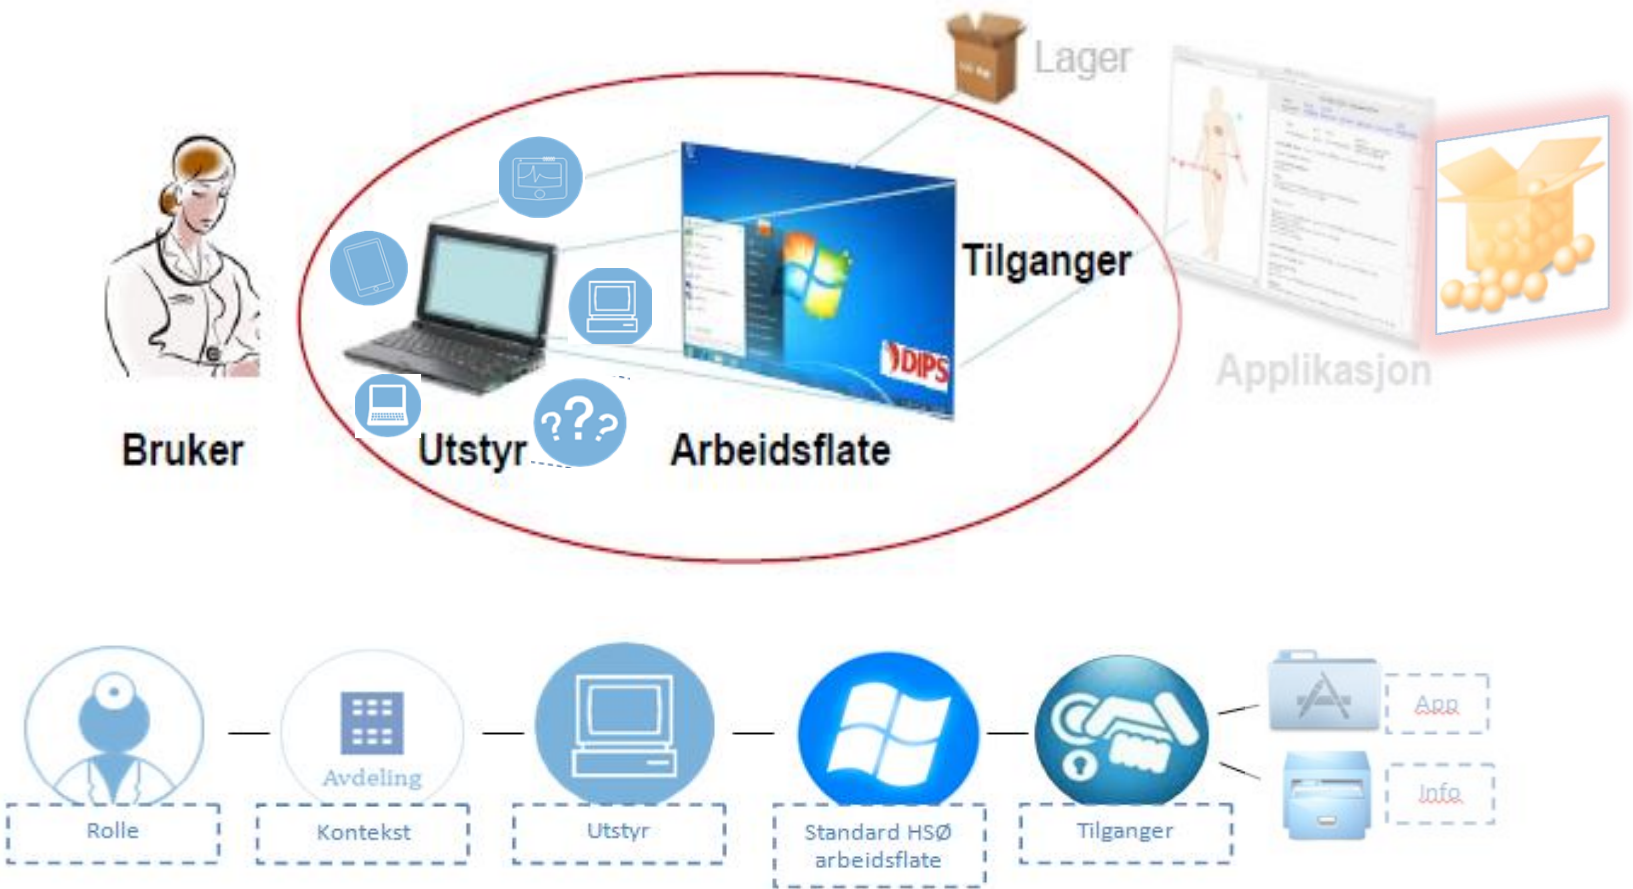 Lager
Tilganger
DIPS
Applikasjon
Bruker
Utstyr
???
Arbeidsflate
Avdeling
App
Info
Rolle
Kontekst
Utstyr
Standard HSØ
arbeidsflate
Tilganger